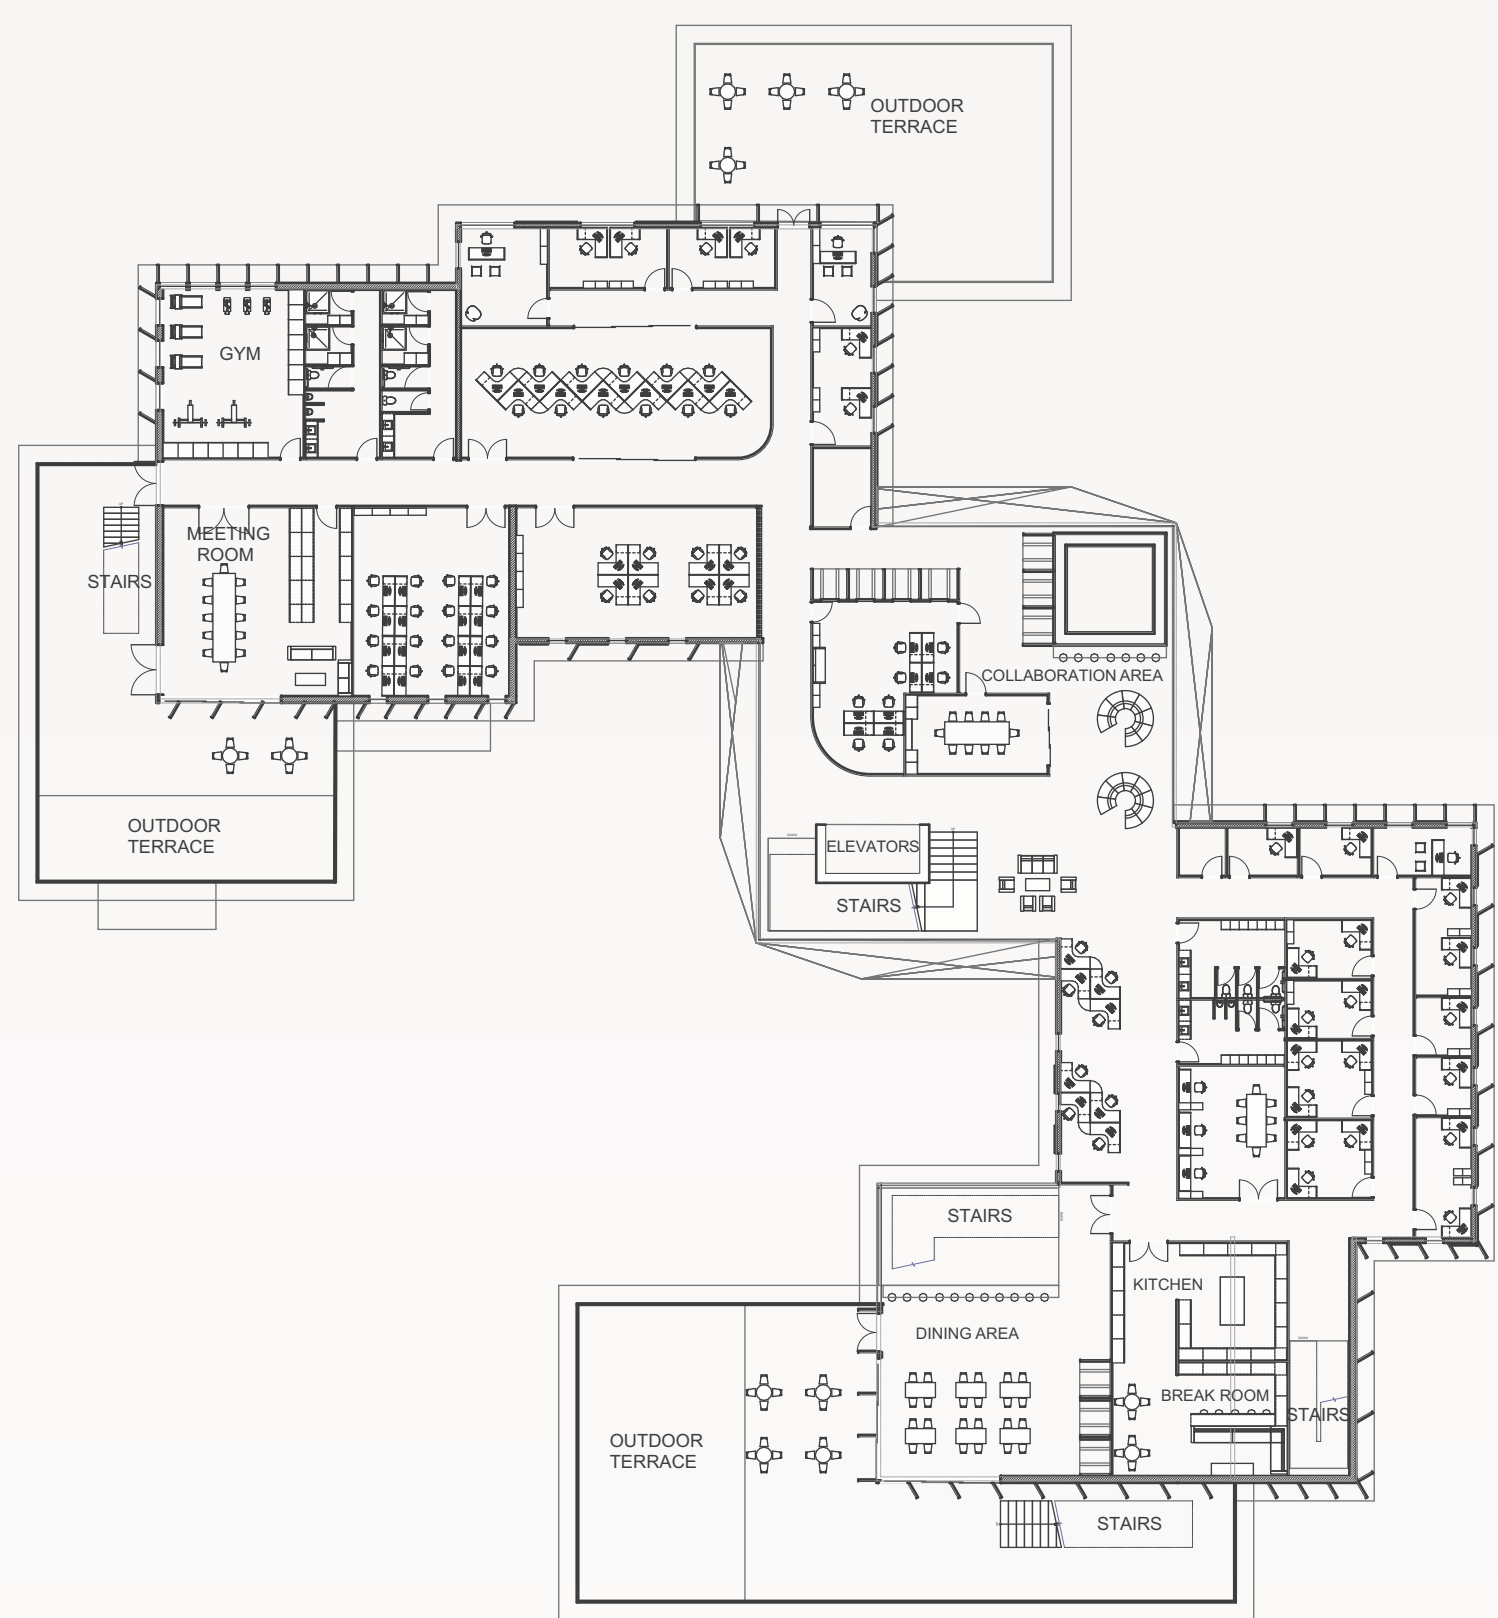 OUTDOOR
TERRACE
GYM
MEETING
ROOM
STAIRS
COLLABORATION AREA
OUTDOOR
TERRACE
ELEVATORS
STAIRS
STAIRS
KITCHEN
DINING AREA
BREAK ROOM
STAIRS
OUTDOOR
TERRACE
STAIRS